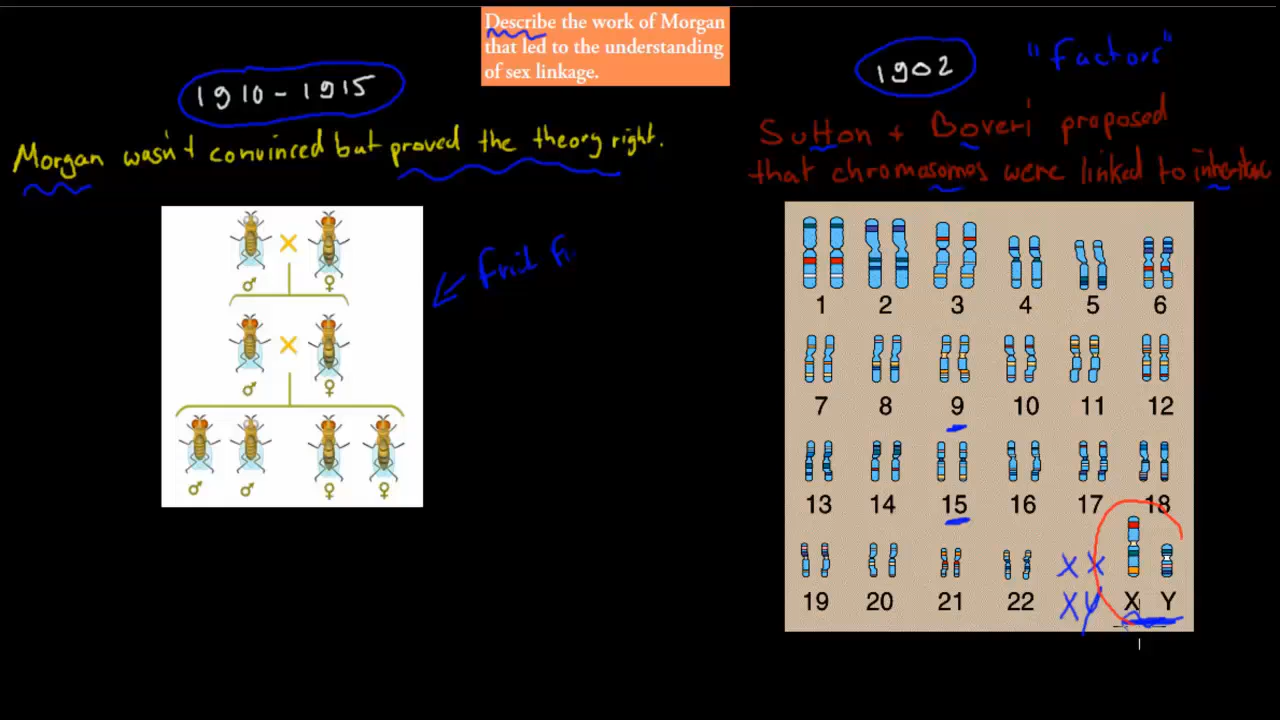 Describe the work of Morgan
that led to the understanding
of sex linkage.
1910 - 1915
Morgan wasn't convinced but proved the theory right.
1902
"Factors"
Sutton + Boveri proposed
that chromasomes were linked to
1 2 3 4 5 6
7 8 9 10 11 12
13 14 15 16 17 18
19 20 21 22 X Y
XX
XY